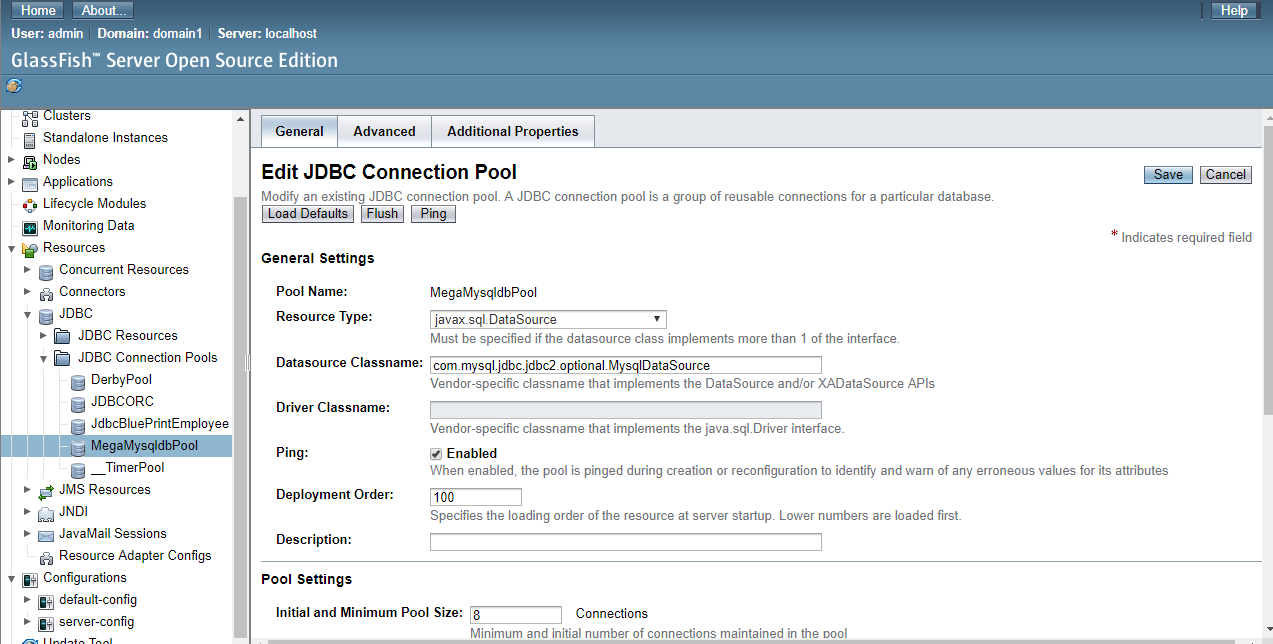 Home About... Help
User: admin Domain: domain1 Server: localhost
GlassFish™ Server Open Source Edition
Clusters
Standalone Instances
Nodes
Applications
Lifecycle Modules
Monitoring Data
Resources
Concurrent Resources
Connectors
JDBC
JDBC Resources
JDBC Connection Pools
DerbyPool
JDBCORC
JdbcBluePrintEmployee
MegaMysqldbPool
__TimerPool
JMS Resources
JNDI
JavaMail Sessions
Resource Adapter Configs
Configurations
default-config
server-config
Update Tool
General Advanced Additional Properties
Edit JDBC Connection Pool
Save Cancel
Modify an existing JDBC connection pool. A JDBC connection pool is a group of reusable connections for a particular database.
Load Defaults Flush Ping
* Indicates required field
General Settings
Pool Name: MegaMysqldbPool
Resource Type: javax.sql.DataSource
Must be specified if the datasource class implements more than 1 of the interface.
Datasource Classname: com.mysql.jdbc.jdbc2.optional.MysqlDataSource
Vendor-specific classname that implements the DataSource and/or XADataSource APIs
Driver Classname:
Vendor-specific classname that implements the java.sql.Driver interface.
Ping: Enabled
When enabled, the pool is pinged during creation or reconfiguration to identify and warn of any erroneous values for its attributes
Deployment Order: 100
Specifies the loading order of the resource at server startup. Lower numbers are loaded first.
Description:
Pool Settings
Initial and Minimum Pool Size: 8 Connections
Minimum and initial number of connections maintained in the pool